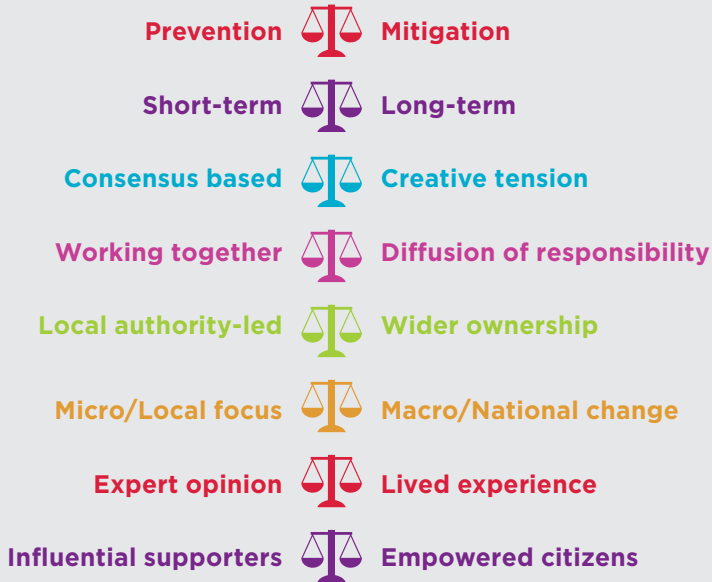 Prevention Mitigation
Short-term Long-term
Consensus based Creative tension
Working together Diffusion of responsibility
Local authority-led Wider ownership
Micro/Local focus Macro/National change
Expert opinion Lived experience
Influential supporters Empowered citizens